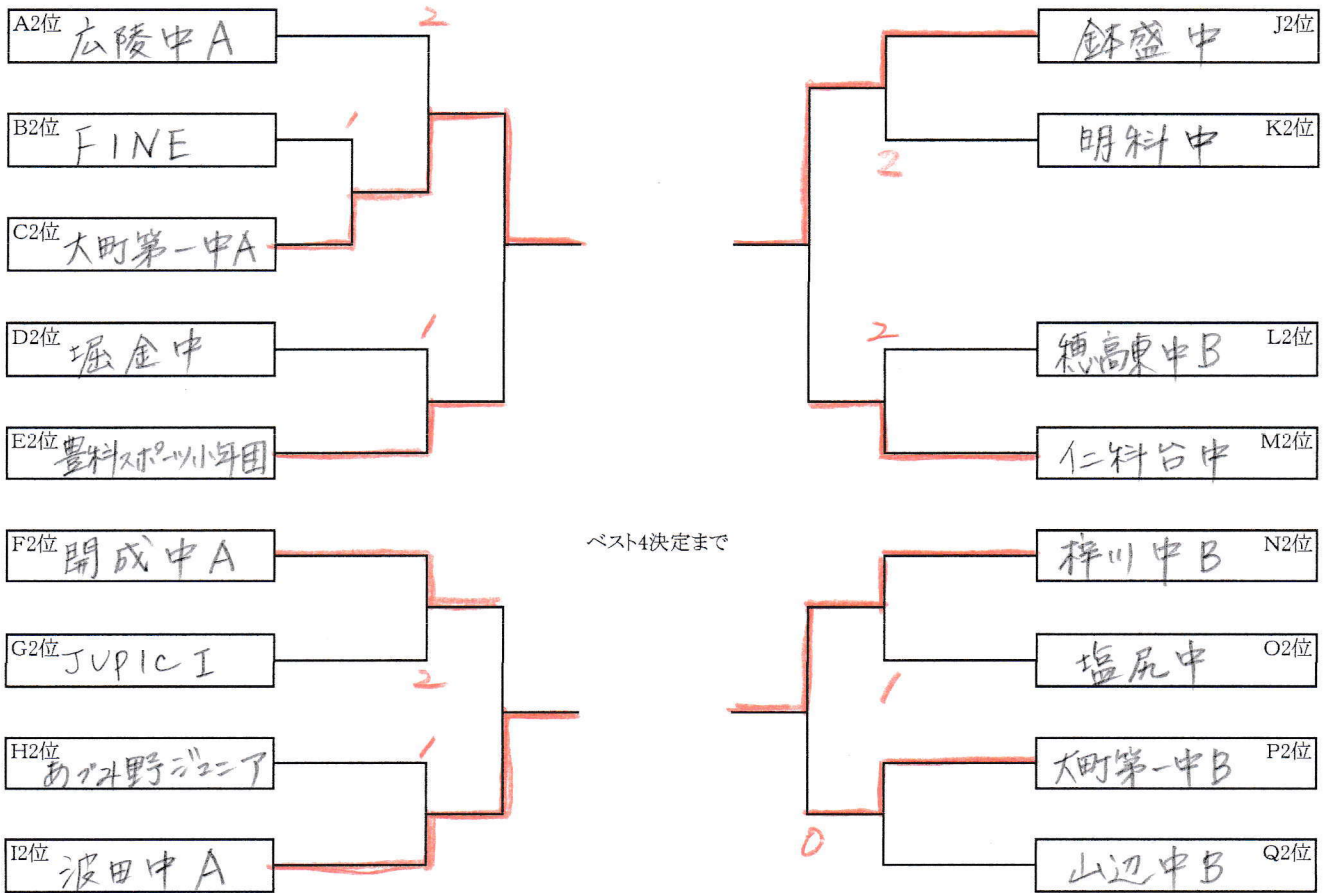 A2位 広陵中A
2
B2位 FINE
1
C2位 大町第一中A
D2位 堀金中
1
E2位 豊科スポーツ少年団
F2位 開成中A
G2位 JUPIC I
2
H2位 あづみ野ジュニア
1
I2位 波田中A
ベスト4決定まで
鉢盛中 J2位
明科中 K2位
2
2
穂高東中B L2位
仁科台中 M2位
梓川中B N2位
塩尻中 O2位
1
大町第一中B P2位
0
山辺中B Q2位